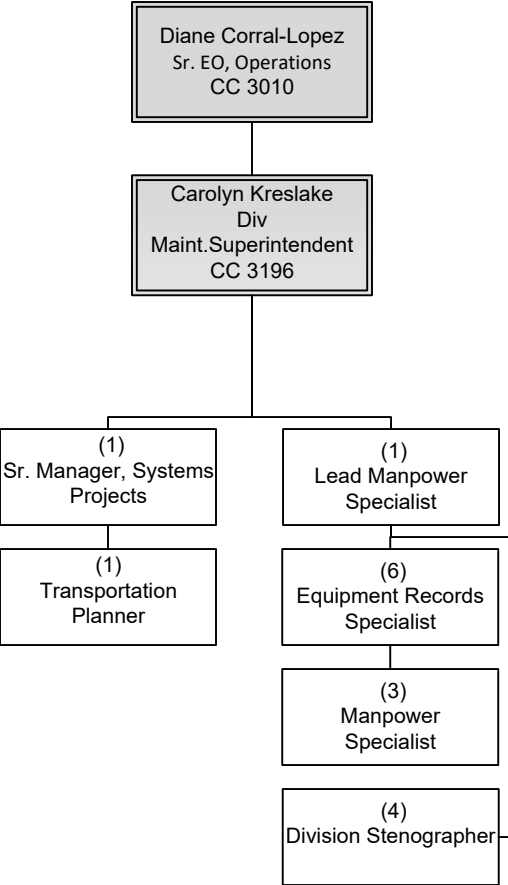 Diane Corral-Lopez
Sr. EO, Operations
CC 3010
Carolyn Kreslake
Div
Maint.Superintendent
CC 3196
(1)
Sr. Manager, Systems
Projects
(1)
Transportation
Planner
(1)
Lead Manpower
Specialist
(6)
Equipment Records
Specialist
(3)
Manpower
Specialist
(4)
Division Stenographer